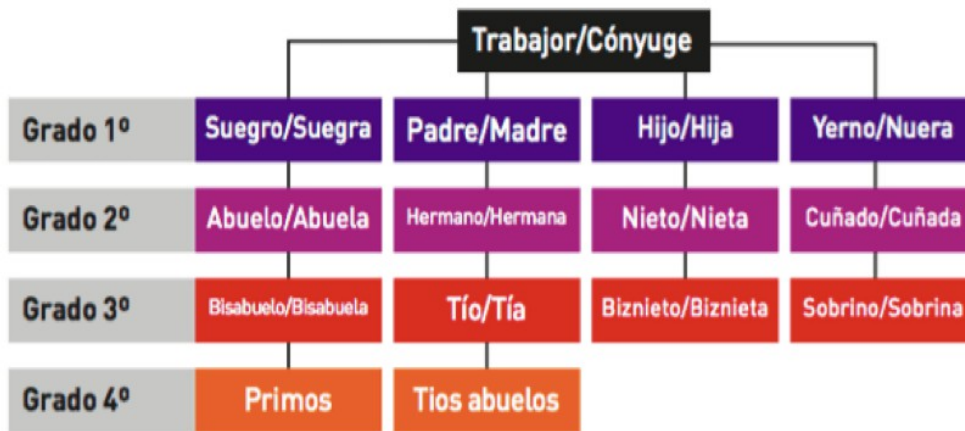 Trabajor/Cónyuge
Grado 1º Suegro/Suegra Padre/Madre Hijo/Hija Yerno/Nuera
Grado 2º Abuelo/Abuela Hermano/Hermana Nieto/Nieta Cuñado/Cuñada
Grado 3º Bisabuelo/Bisabuela Tío/Tía Biznieto/Biznieta Sobrino/Sobrina
Grado 4º Primos Tios abuelos